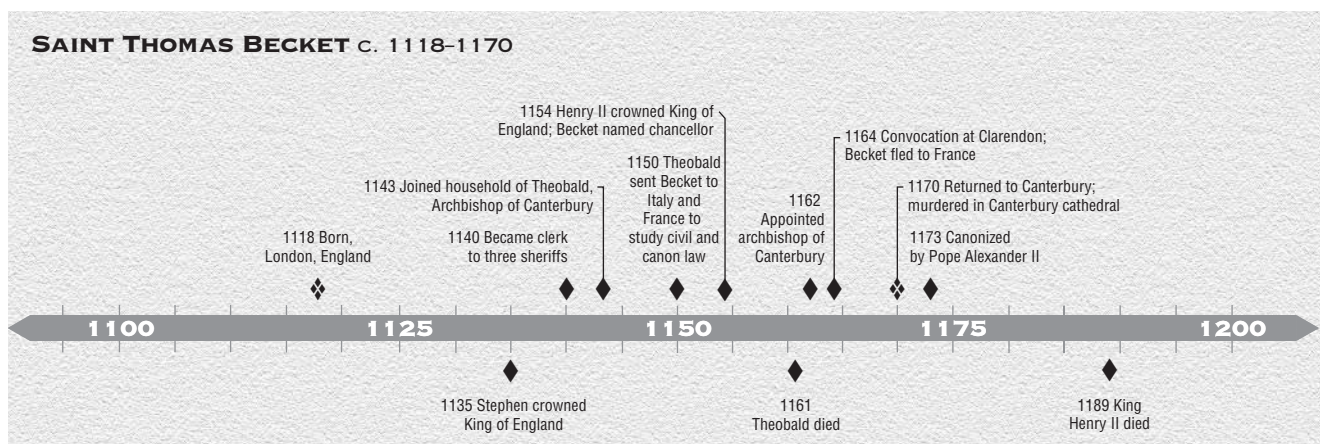 SAINT THOMAS BECKET C. 1118–1170
1154 Henry II crowned King of
England; Becket named chancellor
1164 Convocation at Clarendon;
Becket fled to France
1150 Theobald
sent Becket to
Italy and
France to
study civil and
canon law
1143 Joined household of Theobald,
Archbishop of Canterbury
1162
Appointed
archbishop of
Canterbury
1170 Returned to Canterbury;
murdered in Canterbury cathedral
1118 Born,
London, England
1140 Became clerk
to three sheriffs
1173 Canonized
by Pope Alexander II
1100 1125 1150 1175 1200
1135 Stephen crowned
King of England
1161
Theobald died
1189 King
Henry II died